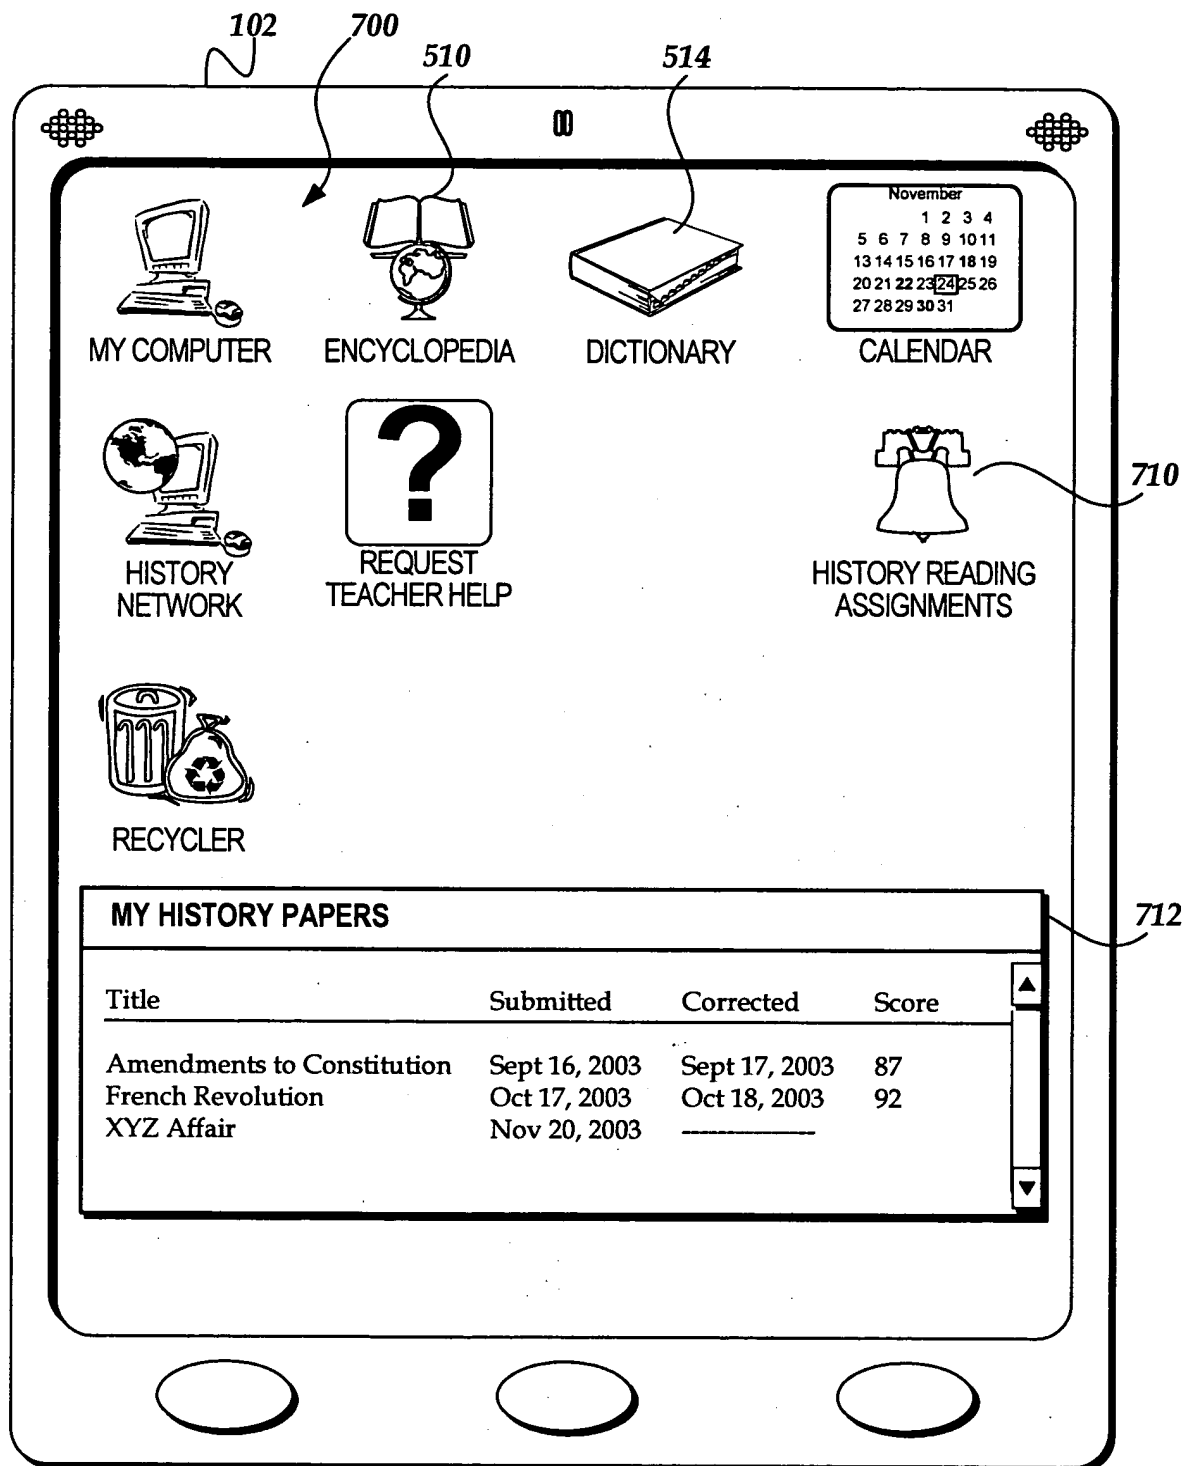 102 700 510 514
November
1 2 3 4
5 6 7 8 9 10 11
13 14 15 16 17 18 19
20 21 22 23 24 25 26
27 28 29 30 31
MY COMPUTER ENCYCLOPEDIA DICTIONARY CALENDAR
?
710
HISTORY NETWORK
REQUEST TEACHER HELP
HISTORY READING ASSIGNMENTS
RECYCLER
MY HISTORY PAPERS
712
Title Submitted Corrected Score
Amendments to Constitution Sept 16, 2003 Sept 17, 2003 87
French Revolution Oct 17, 2003 Oct 18, 2003 92
XYZ Affair Nov 20, 2003 ---------------